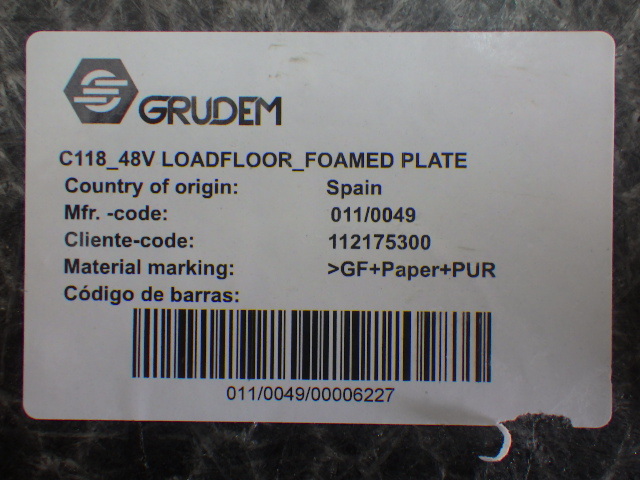 GRUDEM
C118_48V LOADFLOOR_FOAMED PLATE
Country of origin: Spain
Mfr. -code: 011/0049
Cliente-code: 112175300
Material marking: >GF+Paper+PUR
Código de barras:
011/0049/00006227